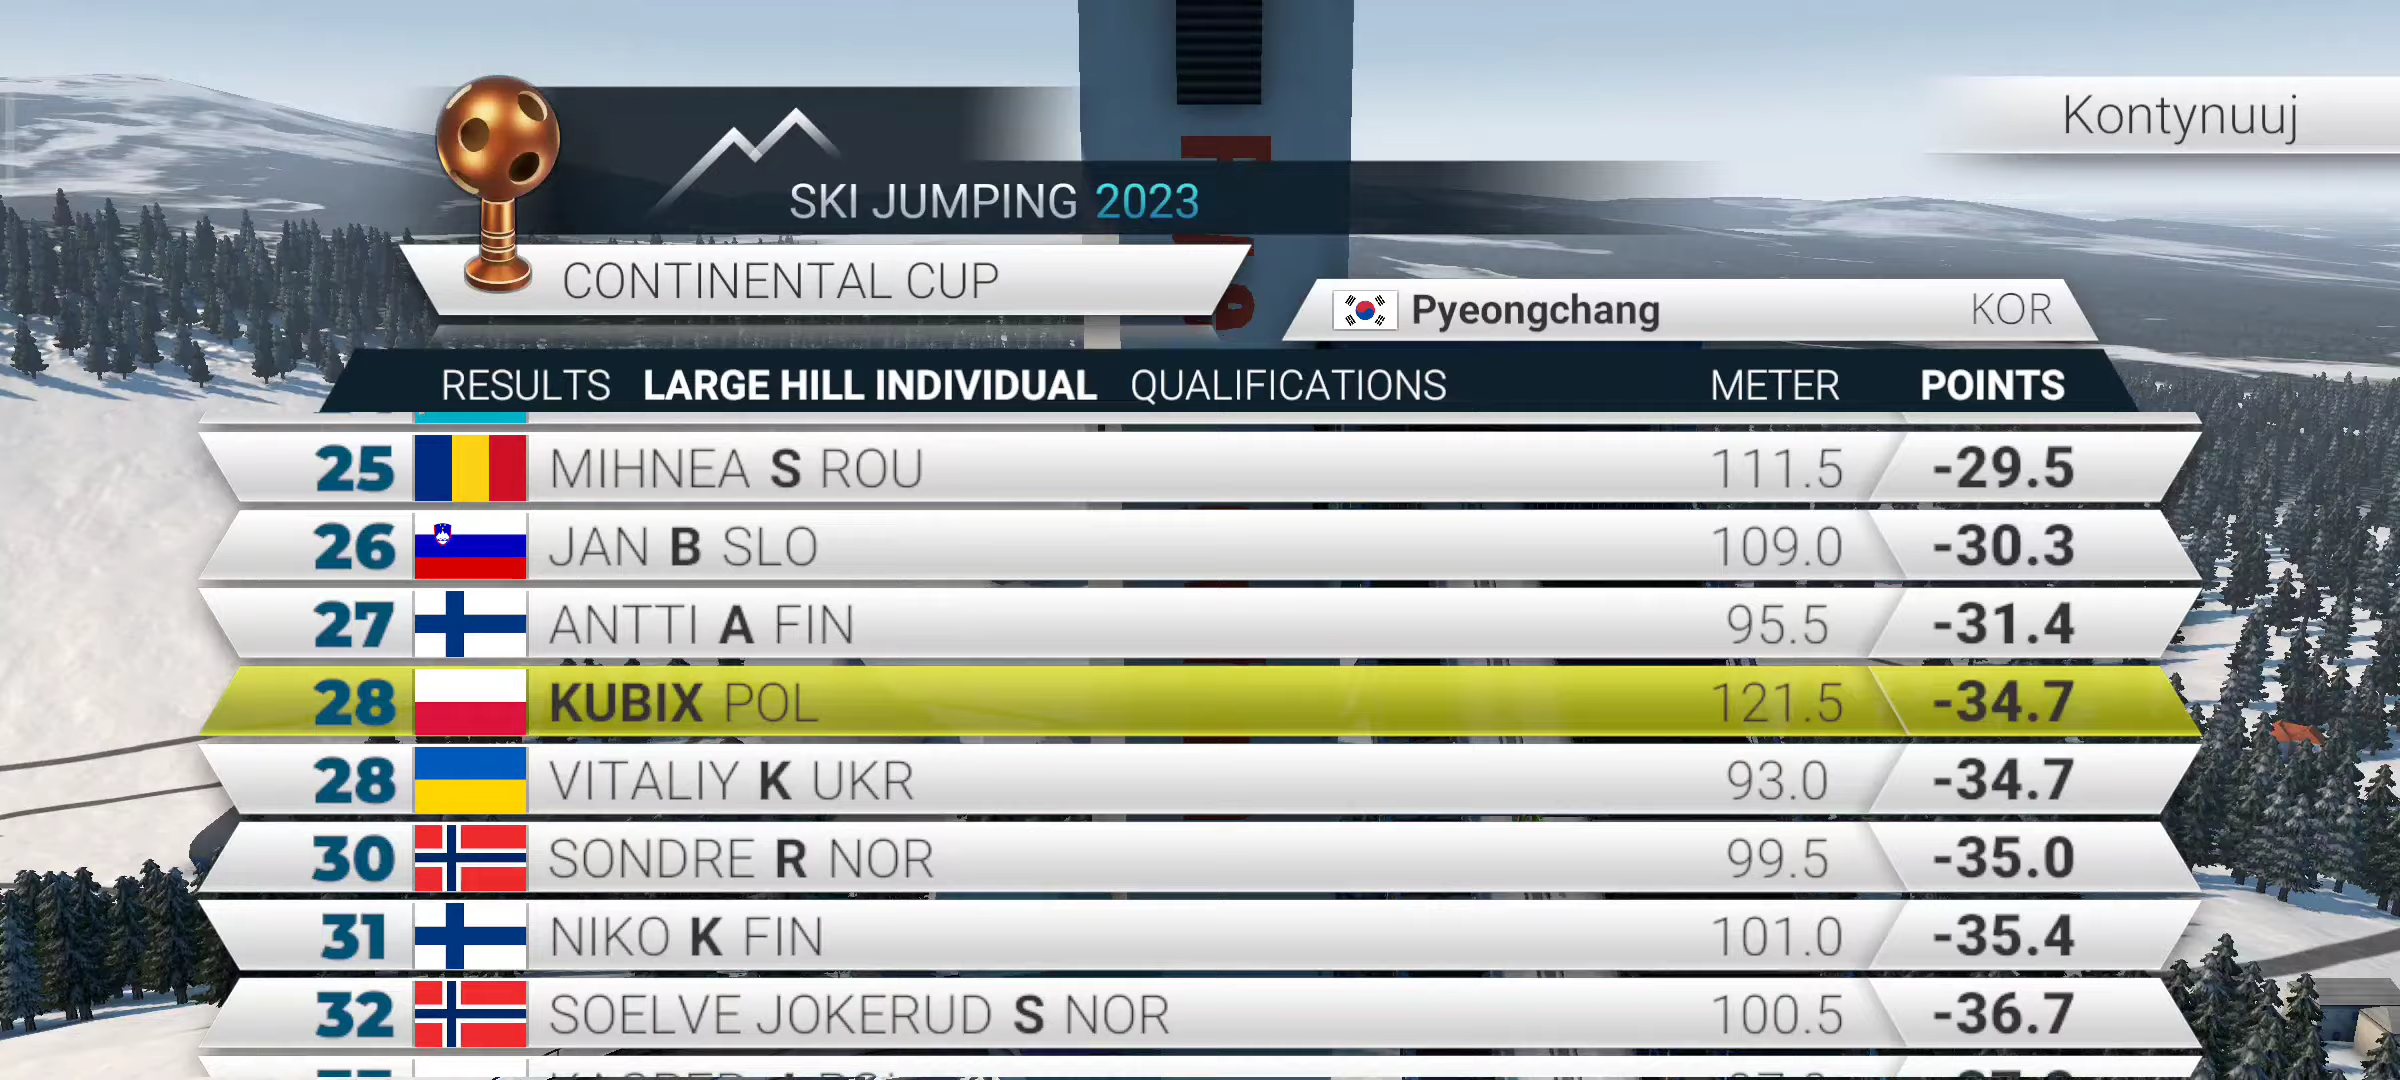 Kontynuuj
SKI JUMPING 2023
CONTINENTAL CUP
Pyeongchang KOR
RESULTS LARGE HILL INDIVIDUAL QUALIFICATIONS METER POINTS
25 MIHNEA S ROU 111.5 -29.5
26 JAN B SLO 109.0 -30.3
27 ANTTI A FIN 95.5 -31.4
28 KUBIX POL 121.5 -34.7
28 VITALIY K UKR 93.0 -34.7
30 SONDRE R NOR 99.5 -35.0
31 NIKO K FIN 101.0 -35.4
32 SOELVE JOKERUD S NOR 100.5 -36.7